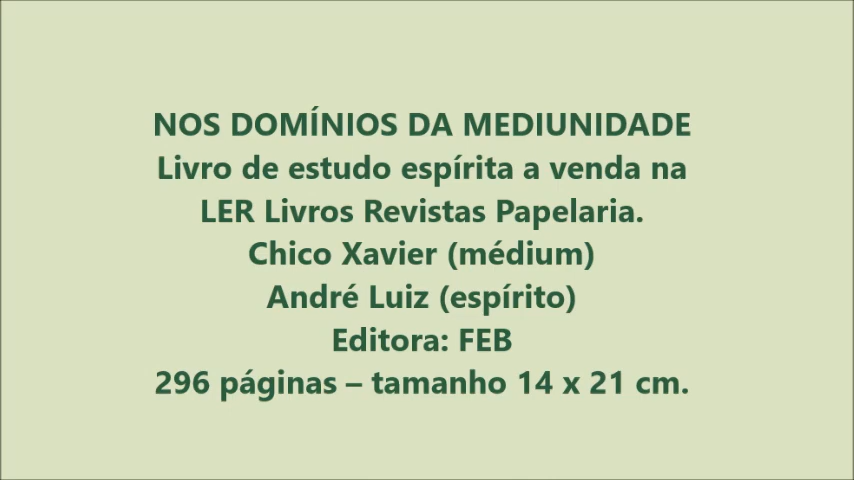 NOS DOMÍNIOS DA MEDIUNIDADE
Livro de estudo espírita a venda na
LER Livros Revistas Papelaria.
Chico Xavier (médium)
André Luiz (espírito)
Editora: FEB
296 páginas – tamanho 14 x 21 cm.